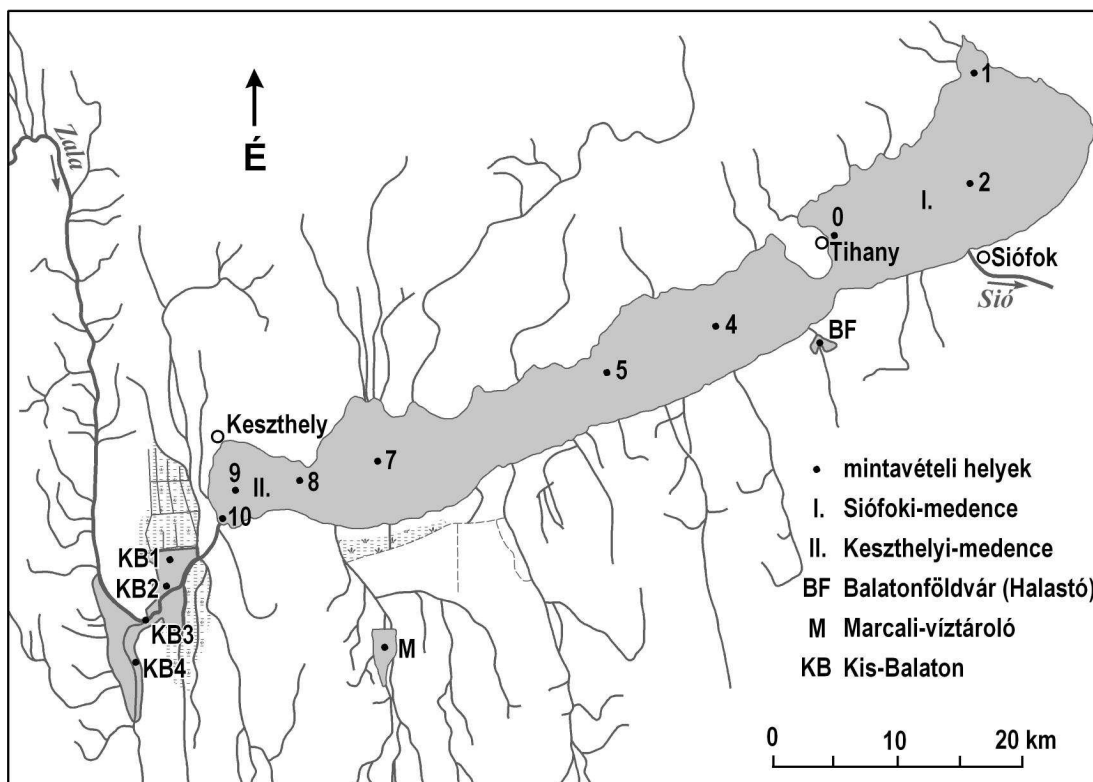 Zala
É
1
2
I.
0
Tihany
Siófok
Sió
4
BF
5
Keszthely
7
8
9
II.
10
KB1
KB2
KB3
KB4
M
mintavételi helyek
I. Siófoki-medence
II. Keszthelyi-medence
BF Balatonföldvár (Halastó)
M Marcali-víztároló
KB Kis-Balaton
0 10 20 km